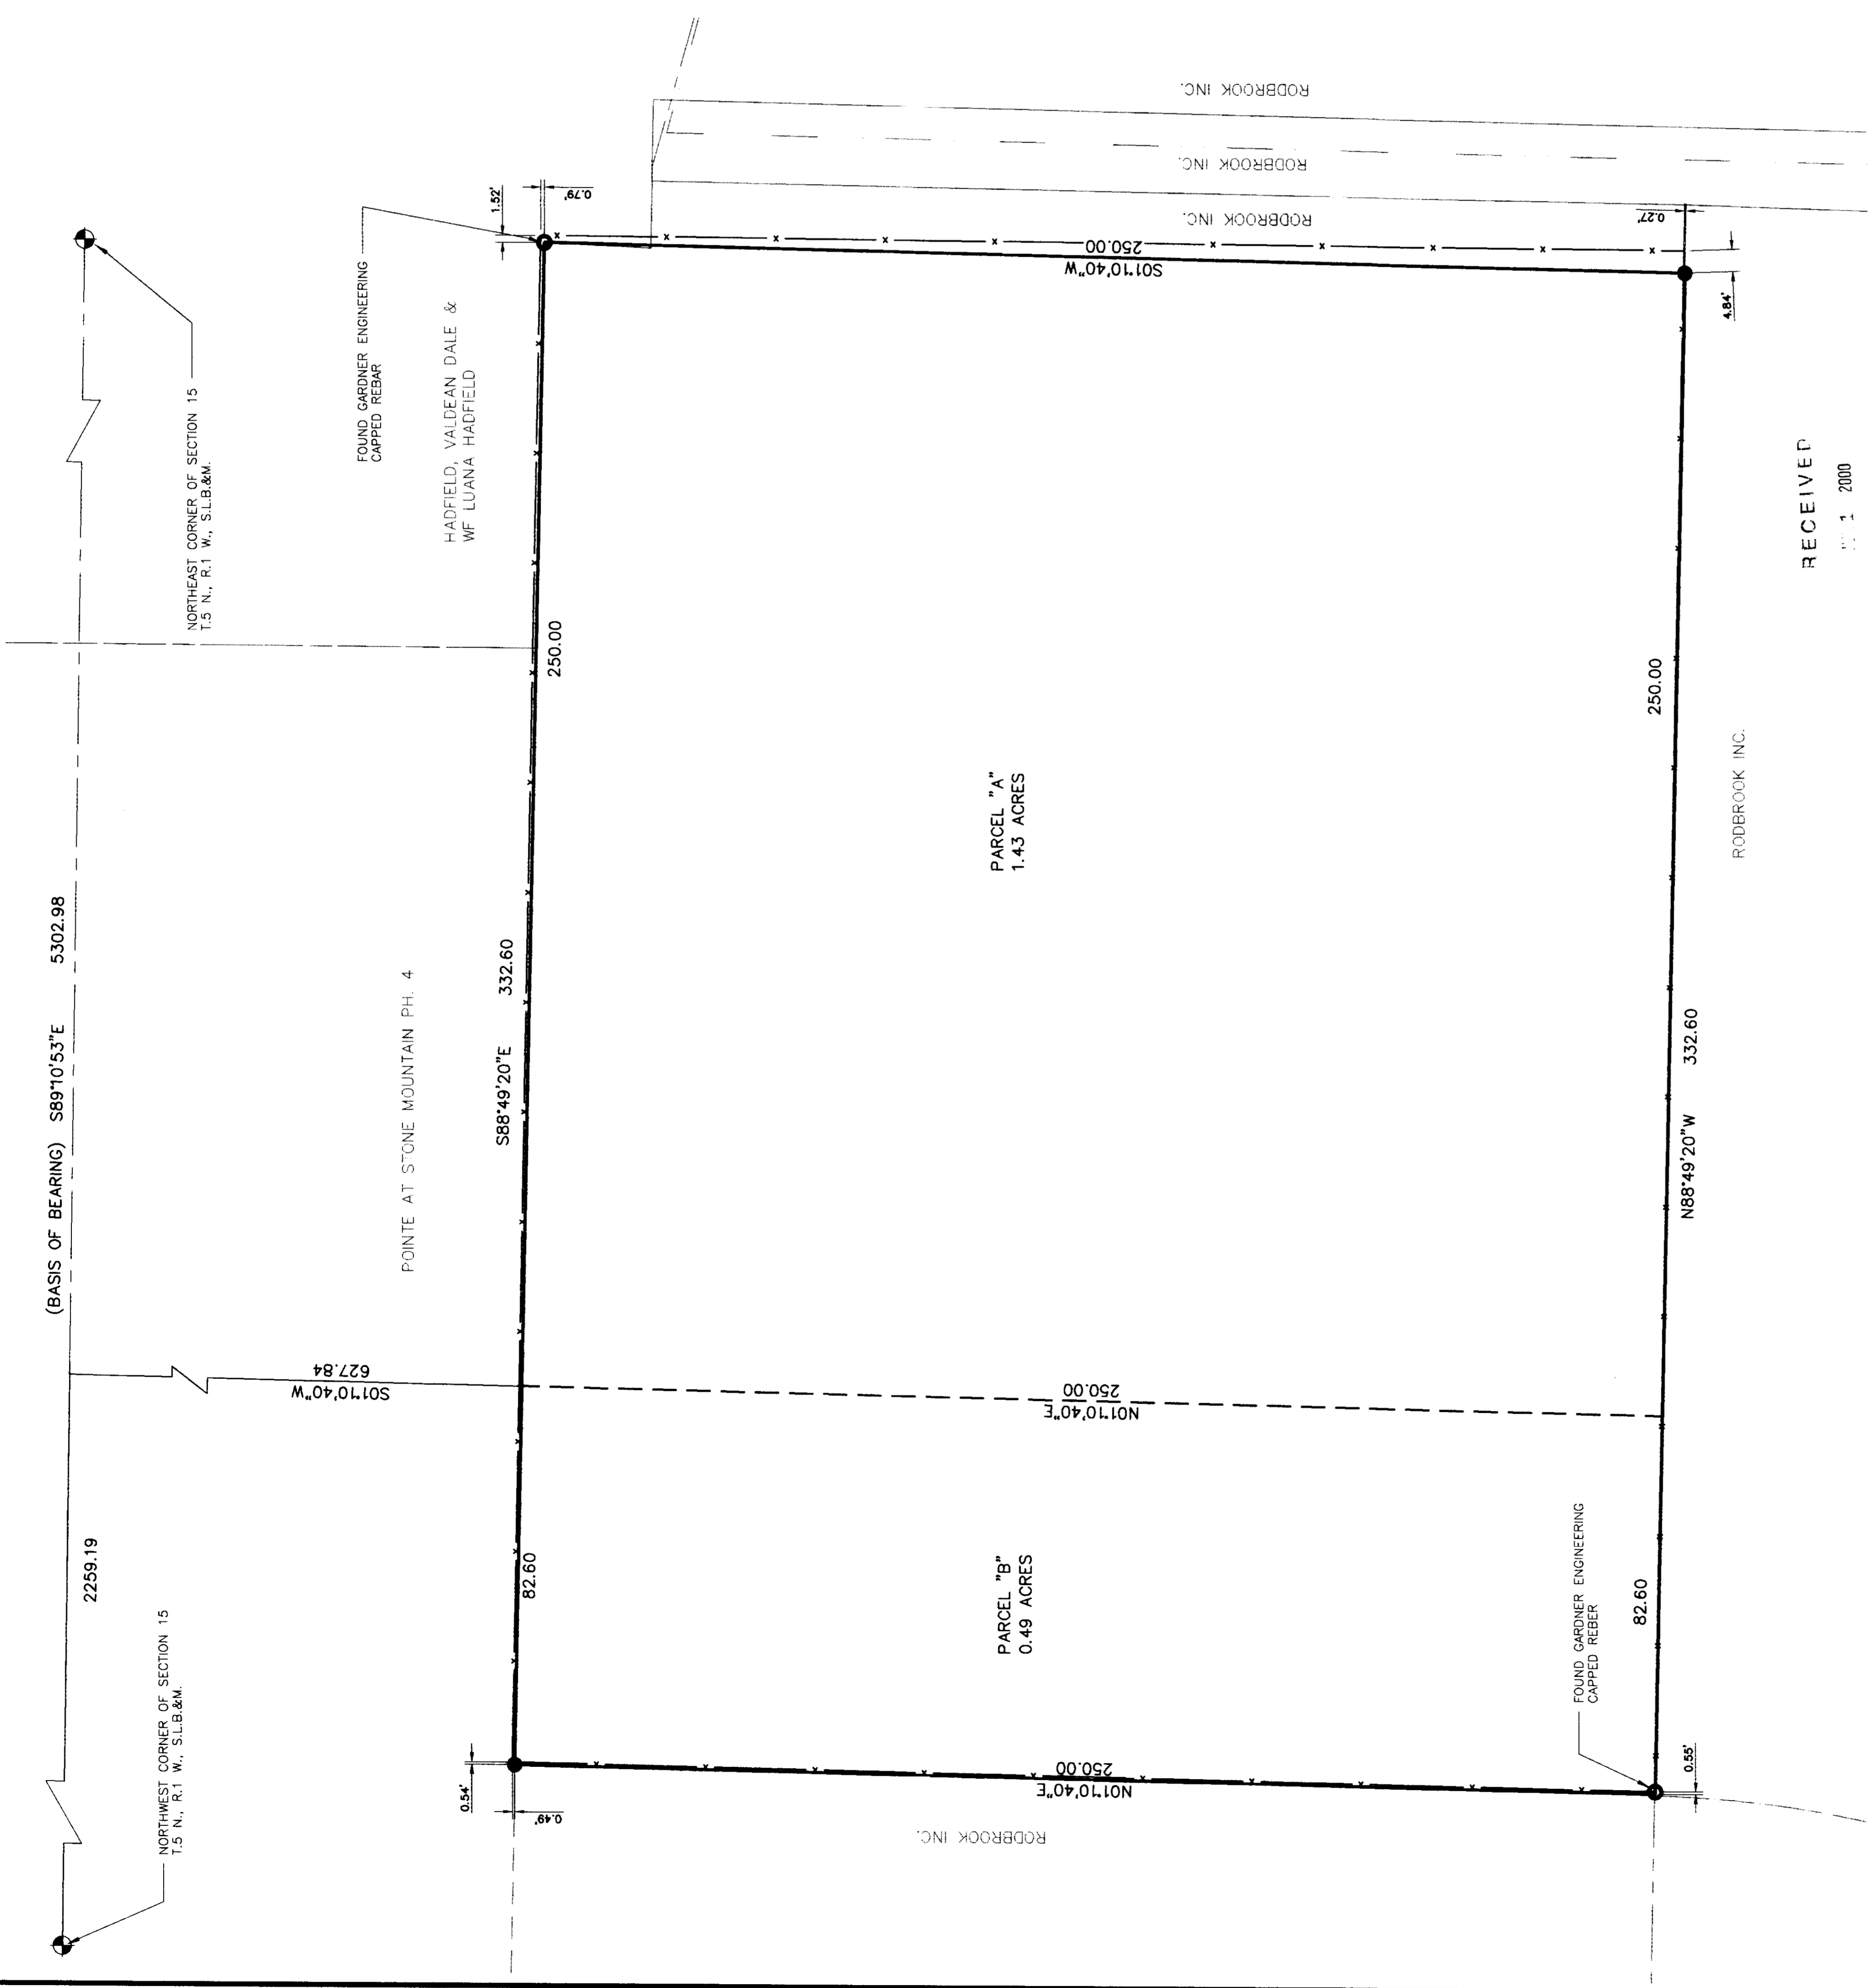 (BASIS OF BEARING) S89°10'53"E 5302.98
2259.19
NORTHWEST CORNER OF SECTION 15
T.5 N., R.1 W., S.L.B.&M.
NORTHEAST CORNER OF SECTION 15
T.5 N., R.1 W., S.L.B.&M.
S01°10'40"W
627.84
POINTE AT STONE MOUNTAIN PH. 4
FOUND GARDNER ENGINEERING
CAPPED REBAR
HADFIELD, VALDEAN DALE &
WF LUANA HADFIELD
1.52'
0.79'
0.54'
0.49'
S88°49'20"E 332.60
82.60
250.00
RODBROOK INC.
N01°10'40"E
250.00
PARCEL "B"
0.49 ACRES
N01°10'40"E
250.00
PARCEL "A"
1.43 ACRES
250.00
S01°10'40"W
RODBROOK INC.
RODBROOK INC.
RODBROOK INC.
FOUND GARDNER ENGINEERING
CAPPED REBER
82.60
250.00
0.55'
N88°49'20"W 332.60
0.27'
4.84'
RODBROOK INC.
RECEIVED
1 2000